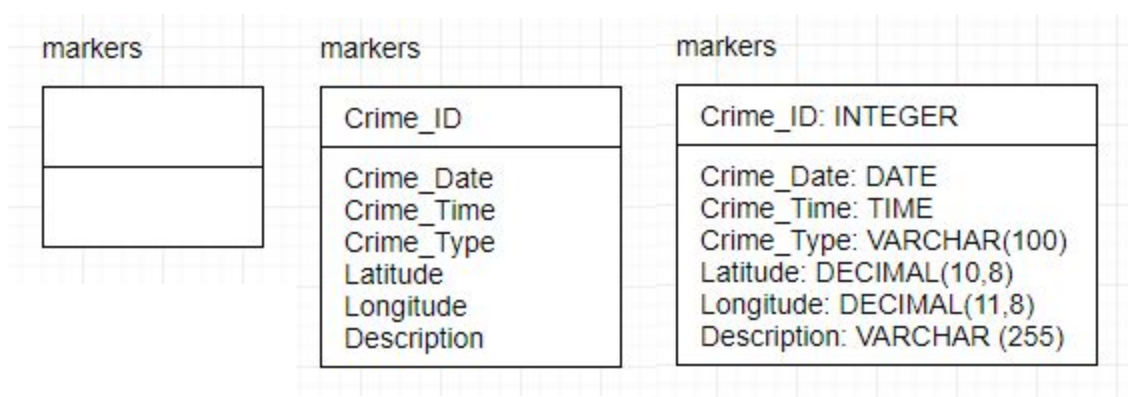 markers
markers
Crime_ID
Crime_Date
Crime_Time
Crime_Type
Latitude
Longitude
Description
markers
Crime_ID: INTEGER
Crime_Date: DATE
Crime_Time: TIME
Crime_Type: VARCHAR(100)
Latitude: DECIMAL(10,8)
Longitude: DECIMAL(11,8)
Description: VARCHAR (255)